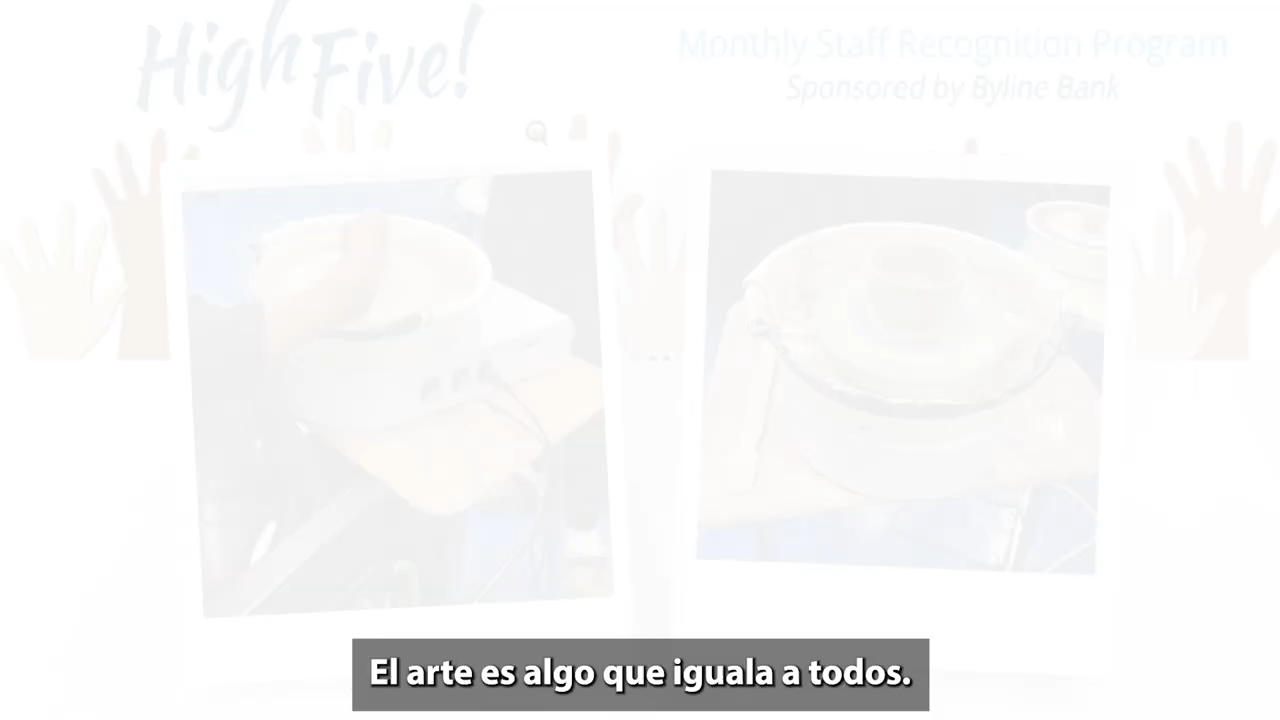 High Five!
Monthly Staff Recognition Program
Sponsored by Byline Bank
El arte es algo que iguala a todos.